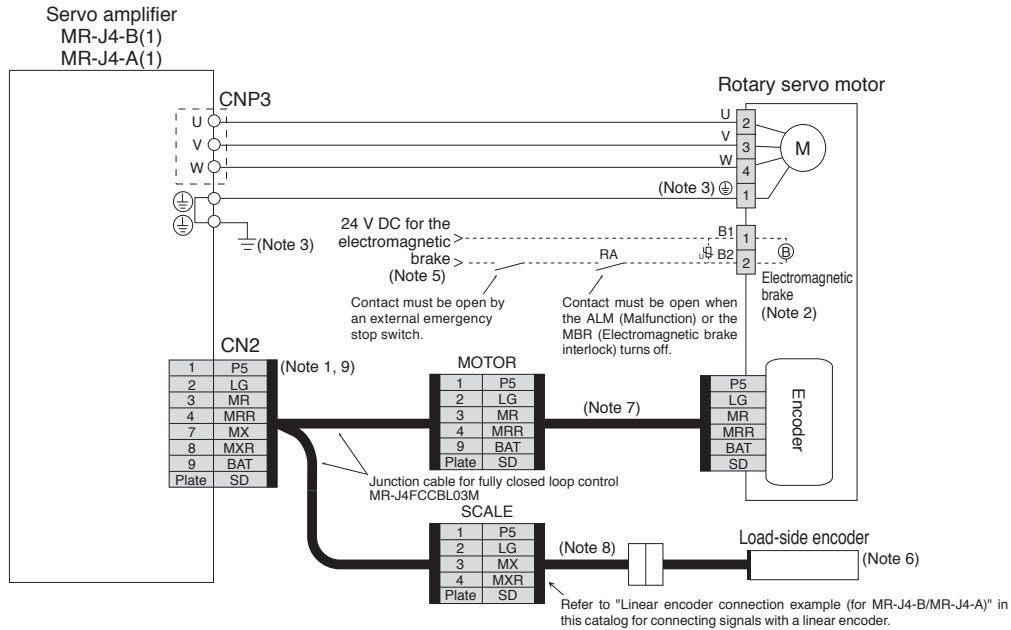 Servo amplifier
MR-J4-B(1)
MR-J4-A(1)
CNP3
Rotary servo motor
U
V
W
U
2
V
3
W
4
(Note 3)
1
M
(Note 3)
24 V DC for the
electromagnetic
brake
(Note 5)
RA
B1
1
U
B2
2
B
Electromagnetic
brake
(Note 2)
Contact must be open by
an external emergency
stop switch.
Contact must be open when
the ALM (Malfunction) or the
MBR (Electromagnetic brake
interlock) turns off.
CN2
(Note 1, 9)
1 P5
2 LG
3 MR
4 MRR
7 MX
8 MXR
9 BAT
Plate SD
MOTOR
1 P5
2 LG
3 MR
4 MRR
9 BAT
Plate SD
(Note 7)
P5
LG
MR
MRR
BAT
SD
Encoder
Junction cable for fully closed loop control
MR-J4FCCBL03M
SCALE
1 P5
2 LG
3 MX
4 MXR
Plate SD
(Note 8)
Load-side encoder
(Note 6)
Refer to "Linear encoder connection example (for MR-J4-B/MR-J4-A)" in
this catalog for connecting signals with a linear encoder.